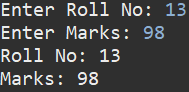 Enter Roll No: 13
Enter Marks: 98
Roll No: 13
Marks: 98